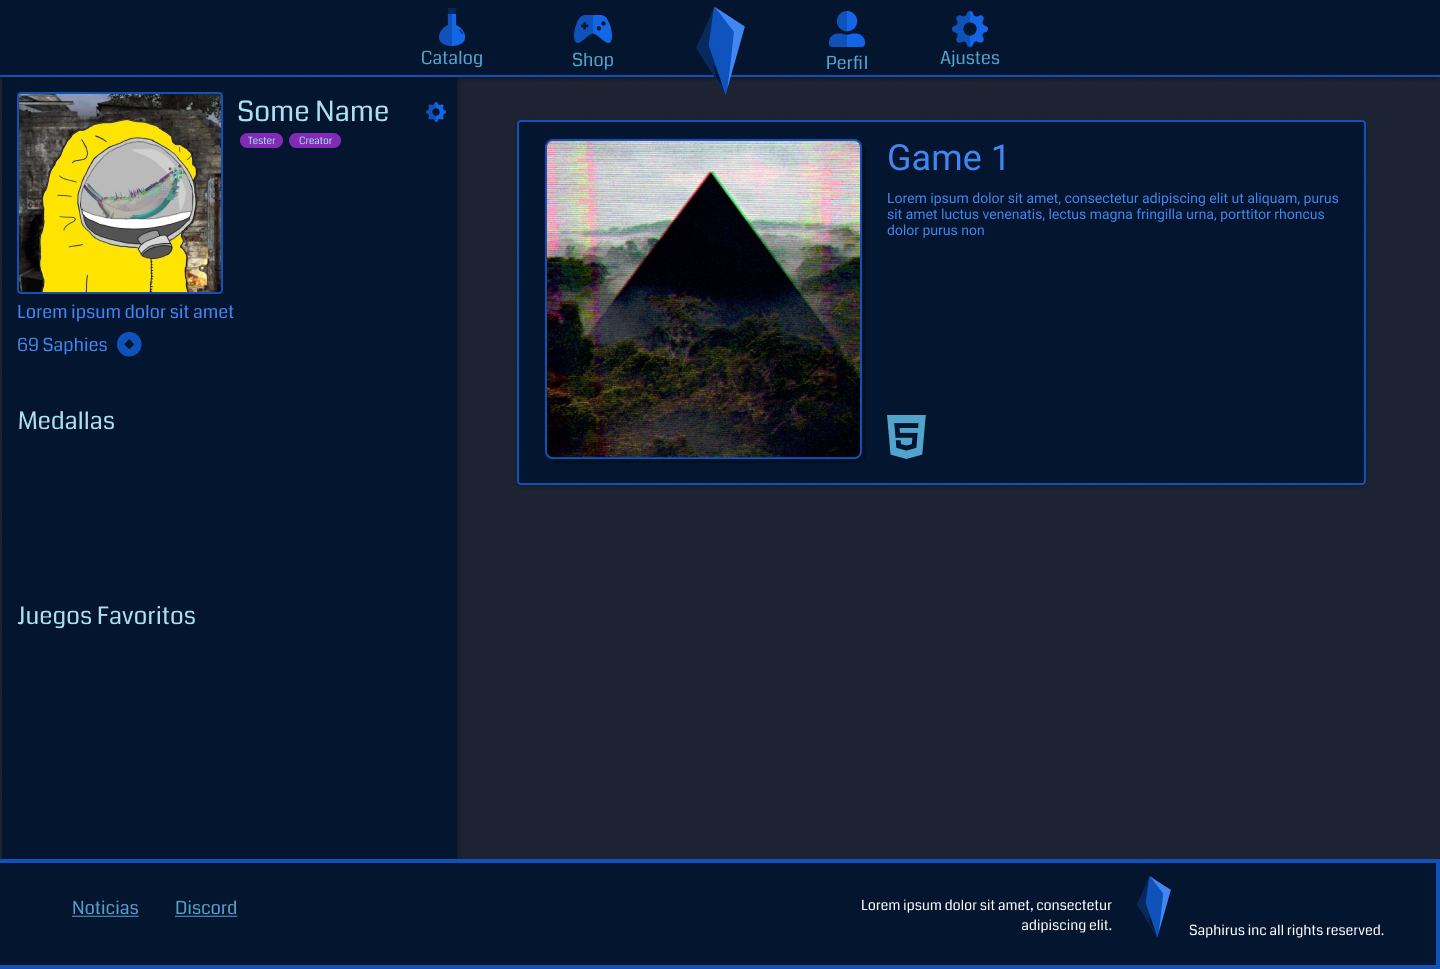 Catalog
Shop
Perfil
Ajustes
Some Name
Tester
Creator
Lorem ipsum dolor sit amet
69 Saphies
Medallas
Juegos Favoritos
Game 1
Lorem ipsum dolor sit amet, consectetur adipiscing elit ut aliquam, purus
sit amet luctus venenatis, lectus magna fringilla urna, porttitor rhoncus
dolor purus non
5
Noticias
Discord
Lorem ipsum dolor sit amet, consectetur
adipiscing elit.
Saphirus inc all rights reserved.